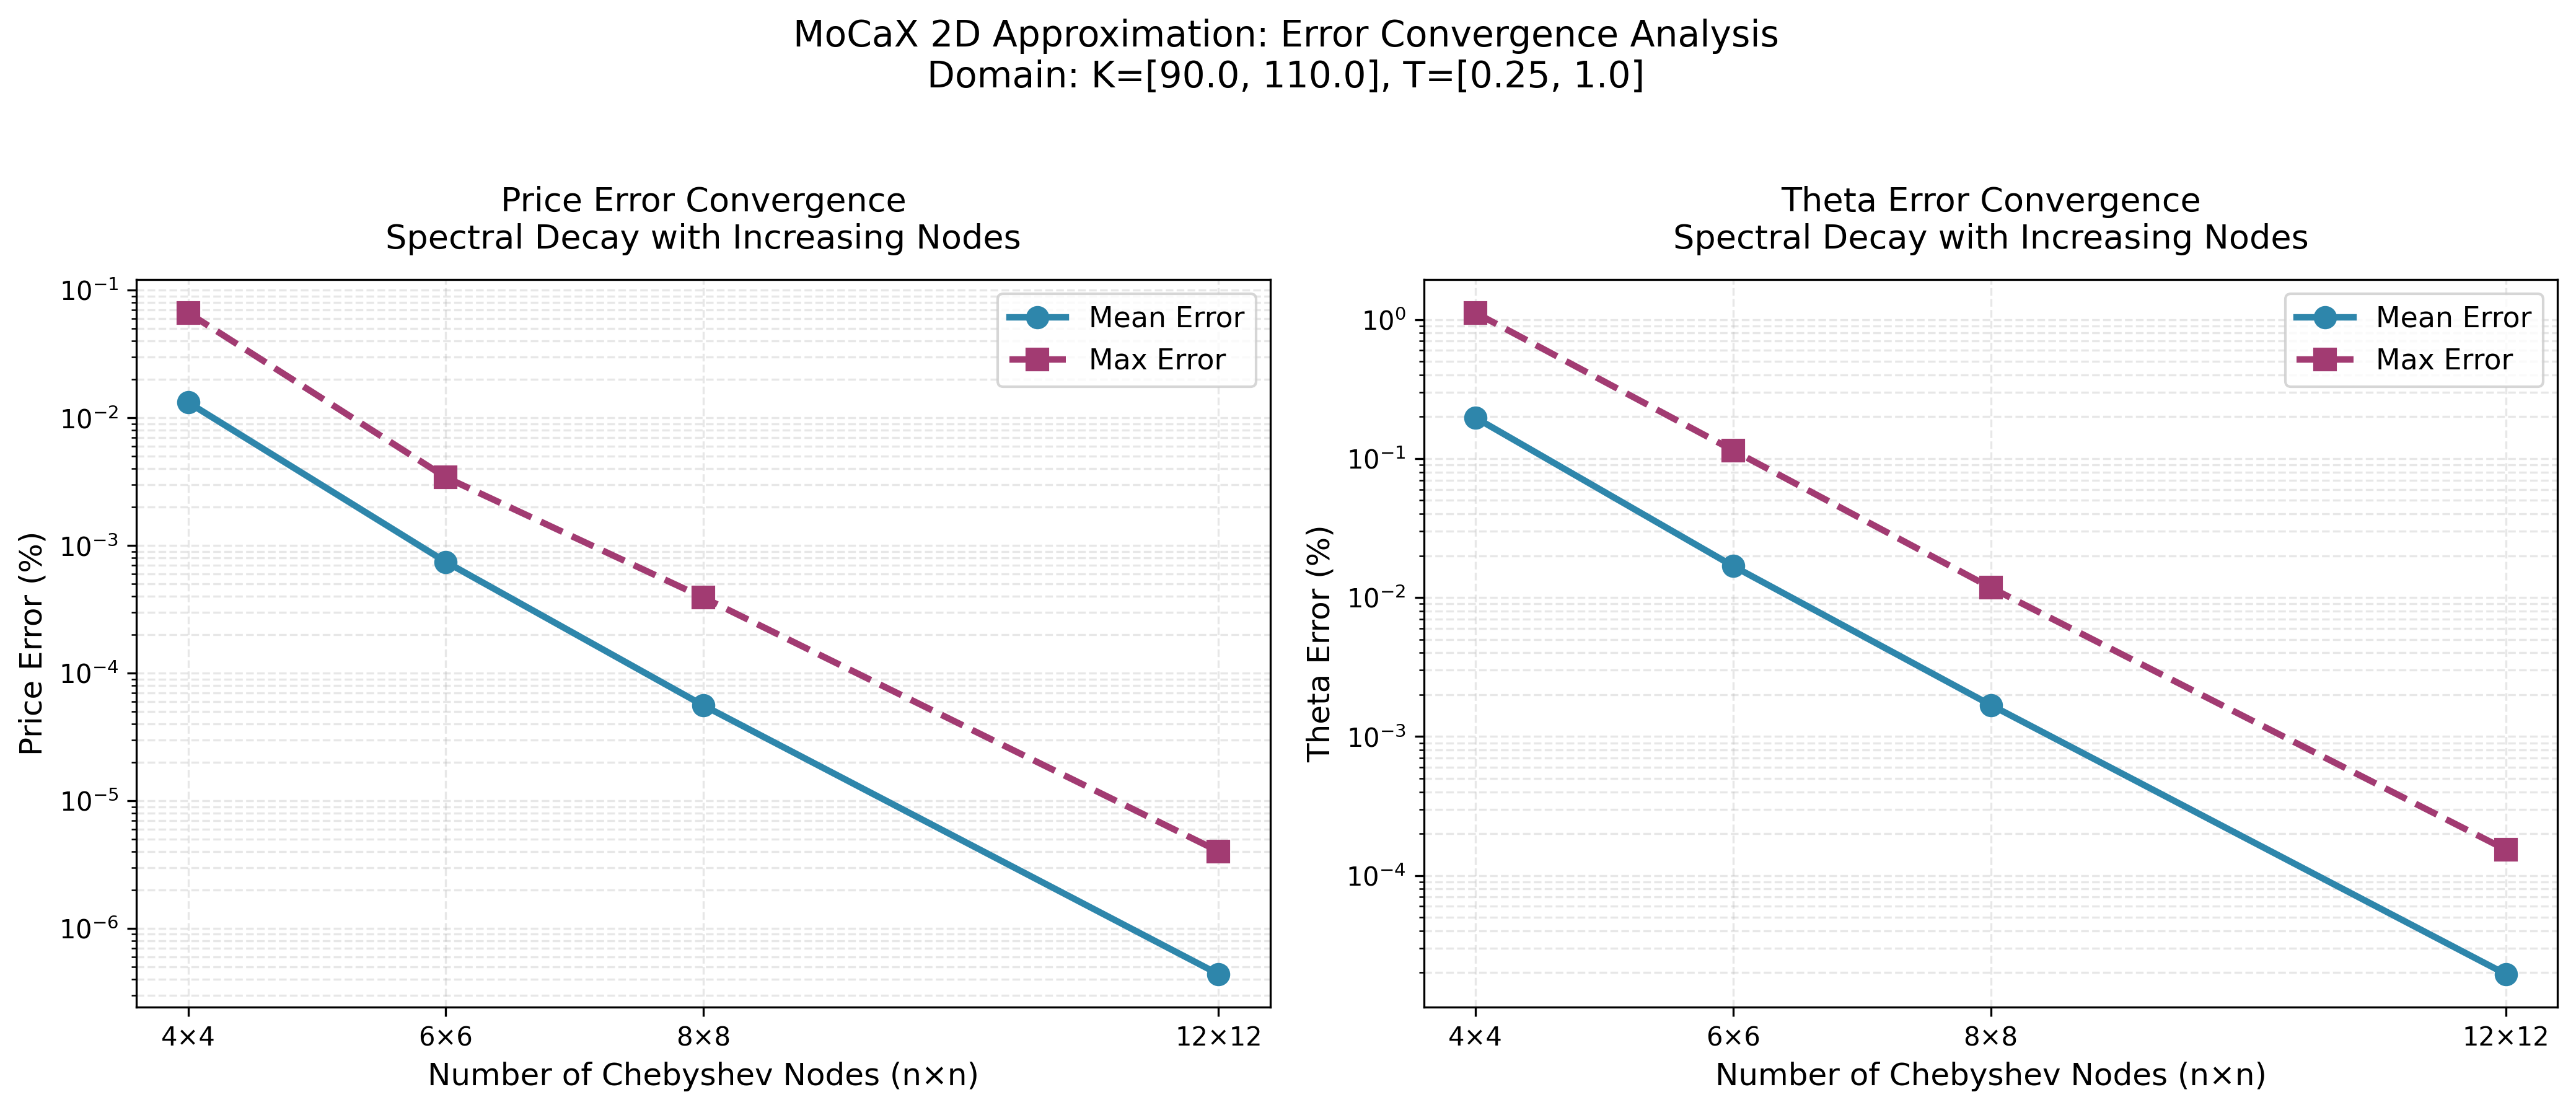 MoCaX 2D Approximation: Error Convergence Analysis
Domain: K=[90.0, 110.0], T=[0.25, 1.0]
Price Error Convergence
Spectral Decay with Increasing Nodes
Price Error (%)
10⁻¹
10⁻²
10⁻³
10⁻⁴
10⁻⁵
10⁻⁶
Mean Error
Max Error
4×4
6×6
8×8
12×12
Number of Chebyshev Nodes (n×n)
Theta Error Convergence
Spectral Decay with Increasing Nodes
Theta Error (%)
10⁰
10⁻¹
10⁻²
10⁻³
10⁻⁴
Mean Error
Max Error
4×4
6×6
8×8
12×12
Number of Chebyshev Nodes (n×n)